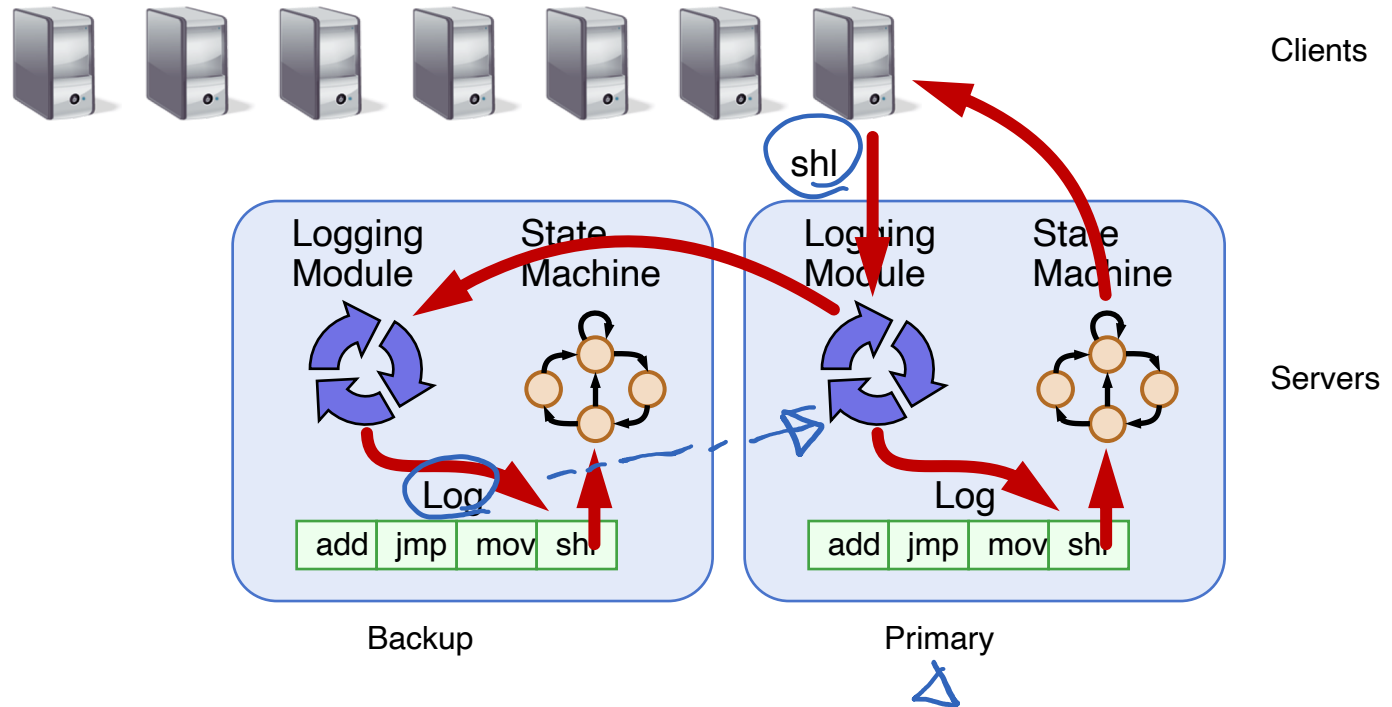 Clients
shl
Logging Module
State Machine
Logging Module
State Machine
Servers
Log
Log
add jmp mov shl
add jmp mov shl
Backup
Primary